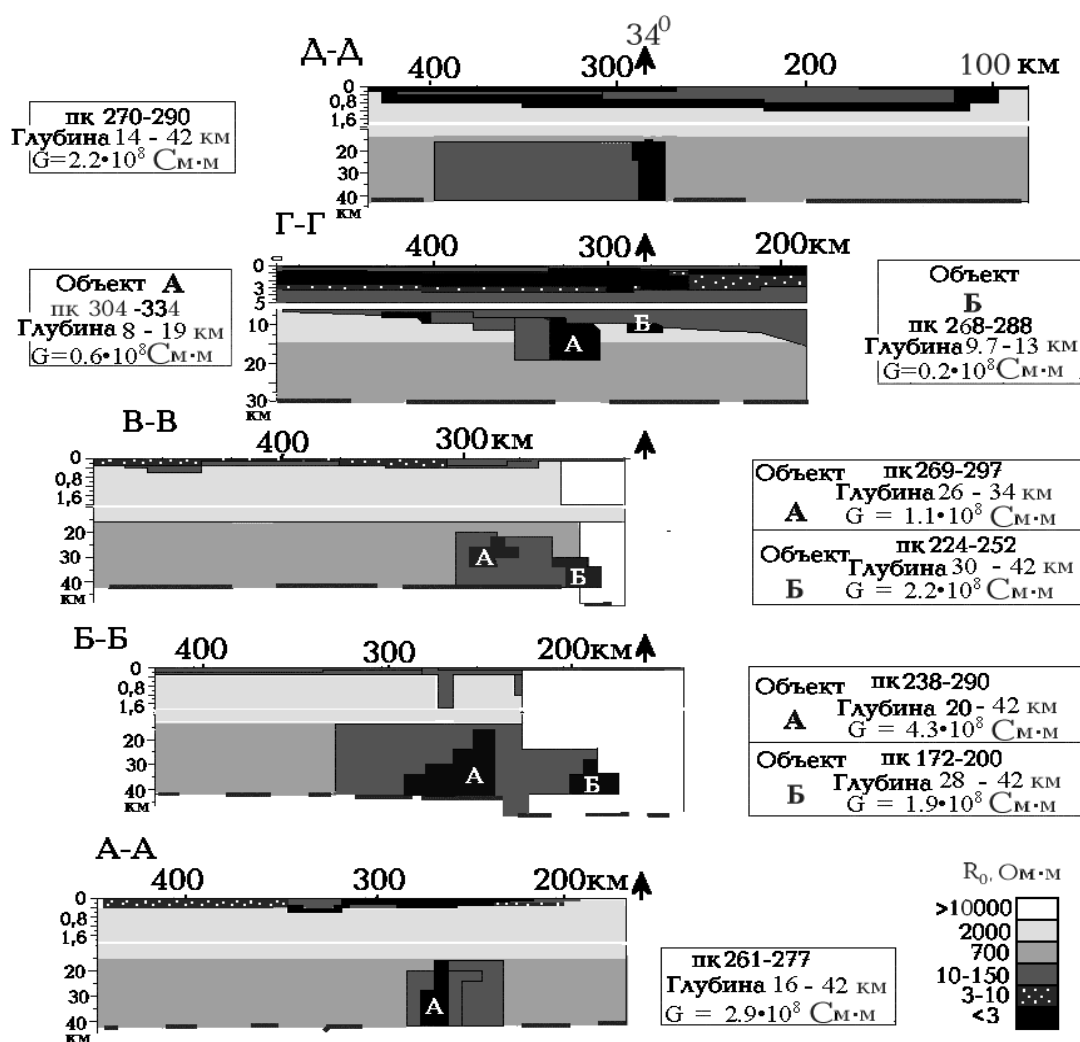 34⁰
Д-Д
400 300 200 100 км
0
0,8
1,6
20
30
40
км
пк 270-290
Глубина 14 - 42 км
G=2.2•10⁸ См·м
Г-Г
400 300 200км
0
3
5
10
20
30
км
Объект А
пк 304-334
Глубина 8 - 19 км
G=0.6•10⁸См·м
А
Б
Объект
Б
пк 268-288
Глубина 9.7-13 км
G=0.2•10⁸См·м
В-В
400 300км
0
0,8
1,6
20
30
40
км
А
Б
Объект пк269-297
Глубина 26 - 34 км
А G = 1.1•10⁸ См·м
Объект пк 224-252
Глубина 30 - 42 км
Б G = 2.2•10⁸ См·м
Б-Б
400 300 200км
0
0,8
1,6
20
30
40
км
А
Б
Объект пк238-290
Глубина 20 - 42 км
А G = 4.3•10⁸ См·м
Объект пк 172-200
Глубина 28 - 42 км
Б G = 1.9•10⁸ См·м
А-А
400 300 200км
0
0,8
1,6
20
30
40
км
А
пк261-277
Глубина 16 - 42 км
G = 2.9•10⁸ См·м
R₀, Ом·м
>10000
2000
700
10-150
3-10
<3